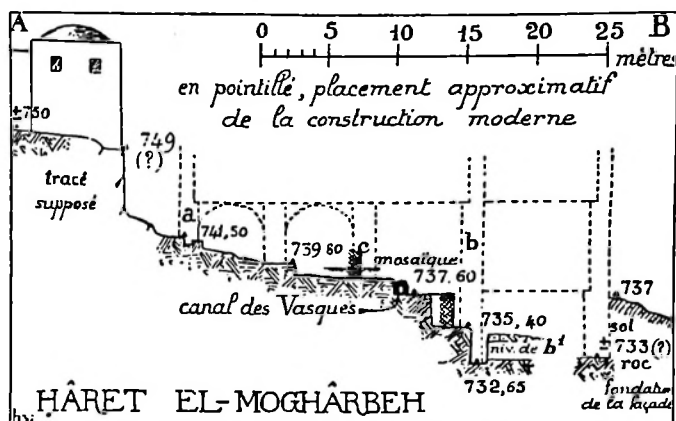 A
0 5 10 15 20 25 B
mètres
en pointillé, placement approximatif
de la construction moderne
±750
749
(?)
tracé
supposé
a
741,50
739 80
c
mosaïque
737.60
b
n
canal des Vasques
737
735,40
sol
±
niv. de b¹
733(?)
roc
732,65
fondaton
de la façade
HÂRET EL-MOGHÂRBEH